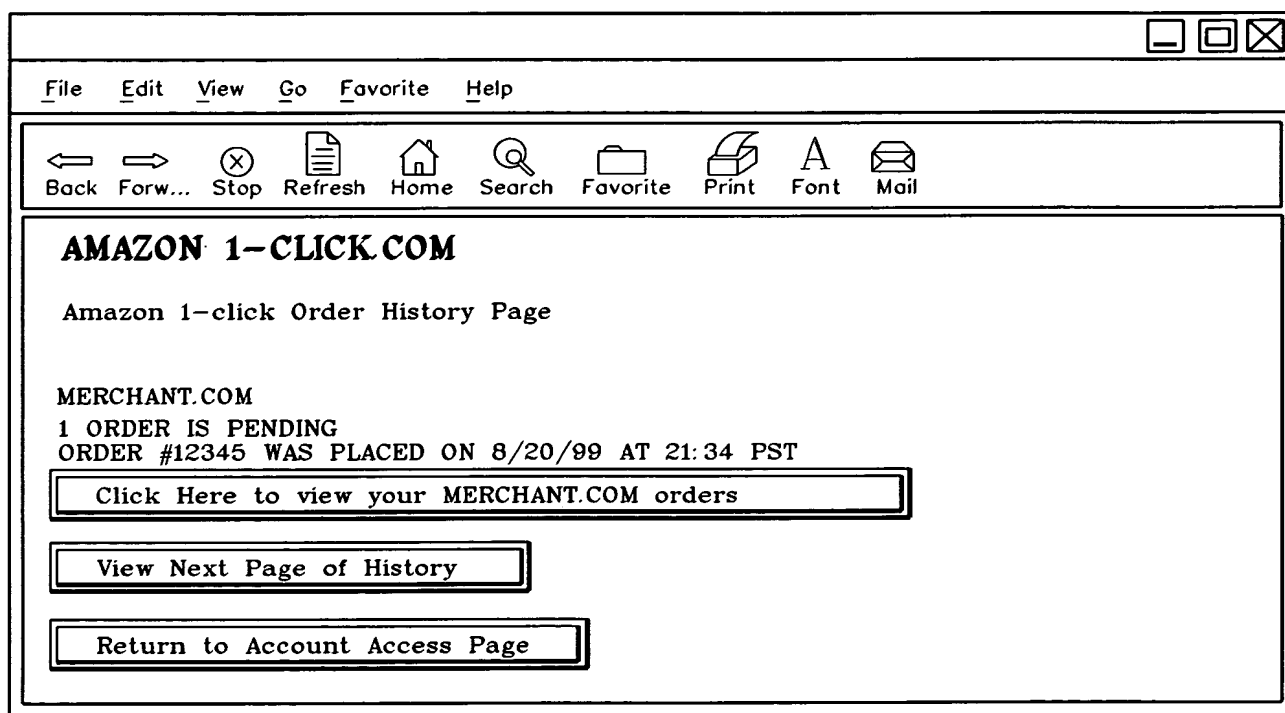 File Edit View Go Favorite Help
Back Forw... Stop Refresh Home Search Favorite Print Font Mail
AMAZON 1-CLICK.COM
Amazon 1-click Order History Page
MERCHANT.COM
1 ORDER IS PENDING
ORDER #12345 WAS PLACED ON 8/20/99 AT 21:34 PST
Click Here to view your MERCHANT.COM orders
View Next Page of History
Return to Account Access Page